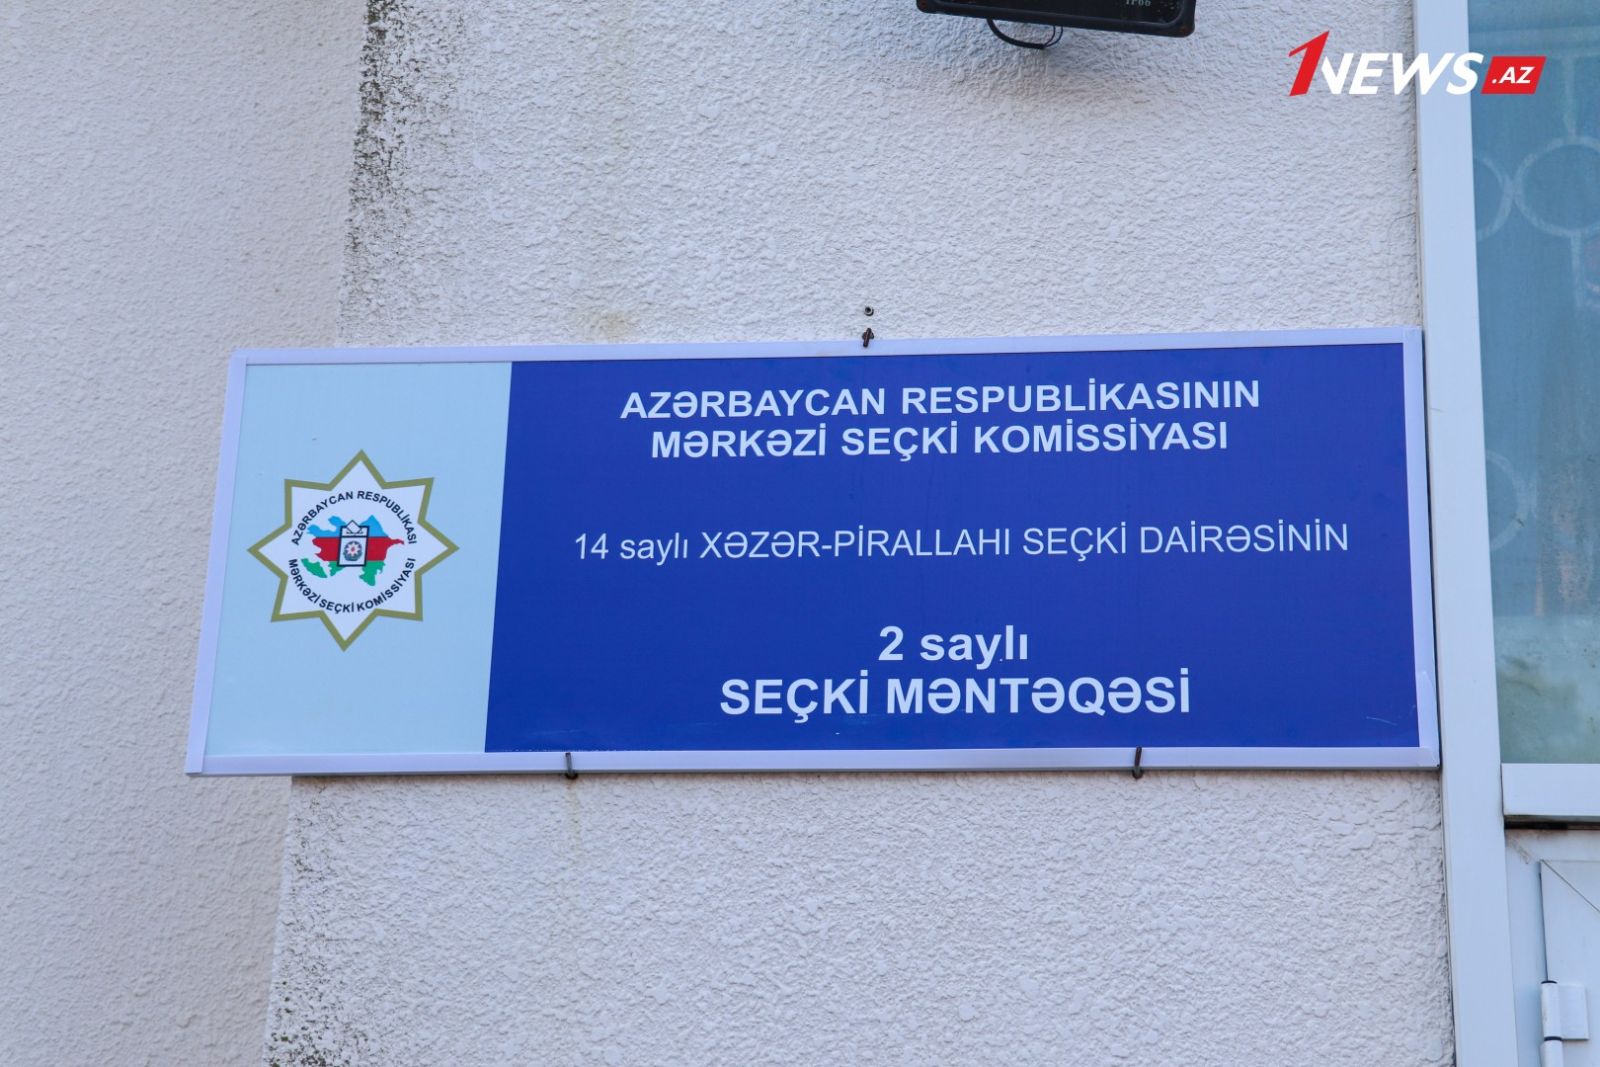 IP66
1NEWS.AZ
AZƏRBAYCAN RESPUBLİKASININ
MƏRKƏZİ SEÇKİ KOMİSSİYASI
14 saylı XƏZƏR-PİRALLAHI SEÇKİ DAİRƏSİNİN
2 saylı
SEÇKİ MƏNTƏQƏSİ
AZƏRBAYCAN RESPUBLİKASI
MƏRKƏZİ SEÇKİ KOMİSSİYASI